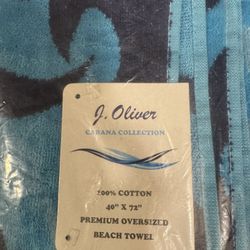 J. Oliver
CABANA COLLECTION
100% COTTON
40" X 72"
PREMIUM OVERSIZED
BEACH TOWEL